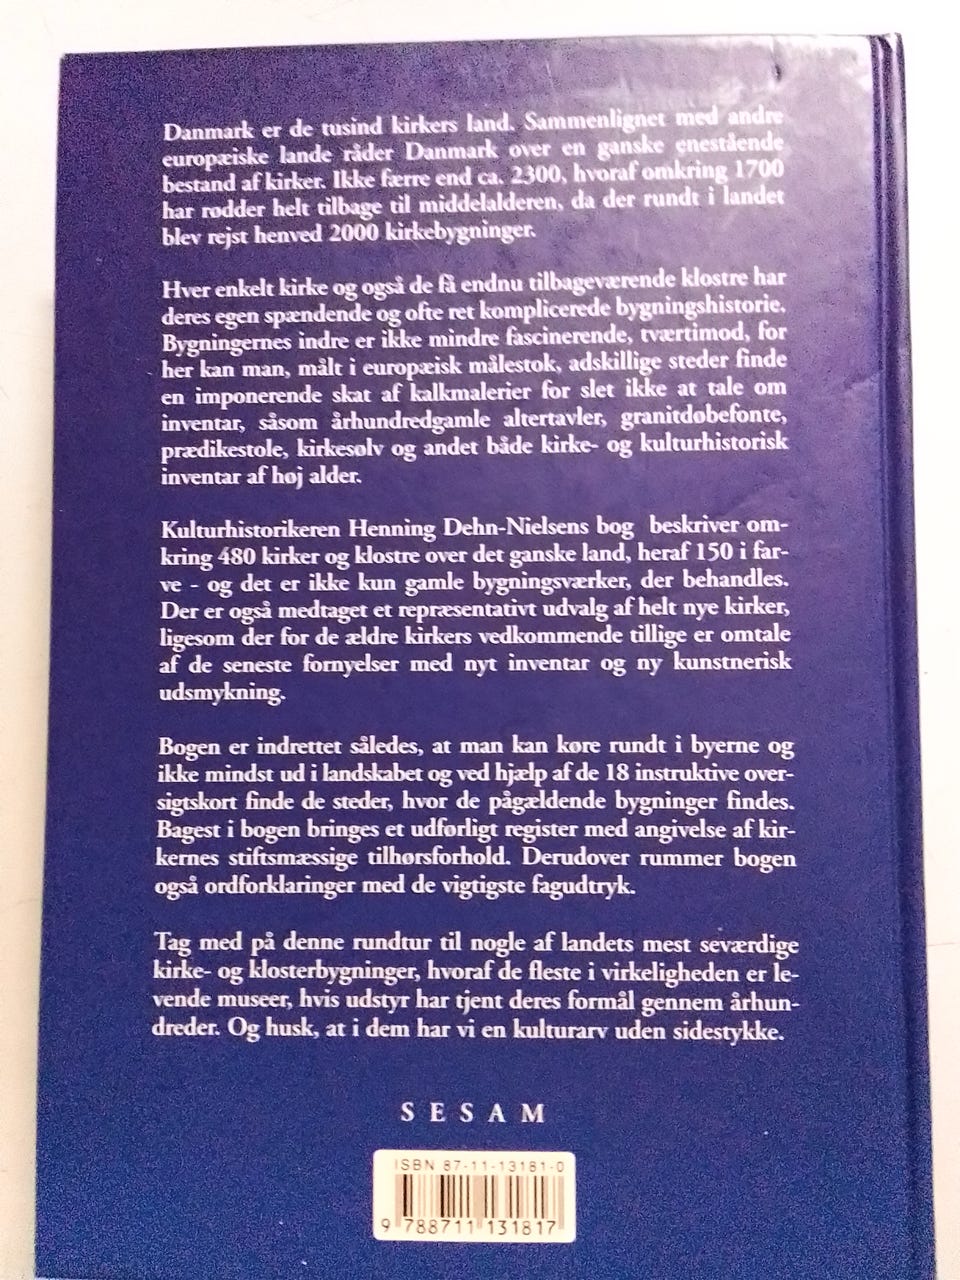 Danmark er de tusind kirkers land. Sammenlignet med andre
europæiske lande råder Danmark over en ganske enestående
bestand af kirker. Ikke færre end ca. 2300, hvoraf omkring 1700
har rødder helt tilbage til middelalderen, da der rundt i landet
blev rejst henved 2000 kirkebygninger.
Hver enkelt kirke og også de få endnu tilbageværende klostre har
deres egen spændende og ofte ret komplicerede bygningshistorie.
Bygningernes indre er ikke mindre fascinerende, tværtimod, for
her kan man, målt i europæisk målestok, adskillige steder finde
en imponerende skat af kalkmalerier for slet ikke at tale om
inventar, såsom århundredgamle altertavler, granitdøbefonte,
prædikestole, kirkesølv og andet både kirke- og kulturhistorisk
inventar af høj alder.
Kulturhistorikeren Henning Dehn-Nielsens bog beskriver om-
kring 480 kirker og klostre over det ganske land, heraf 150 i far-
ve - og det er ikke kun gamle bygningsværker, der behandles.
Der er også medtaget et repræsentativt udvalg af helt nye kirker,
ligesom der for de ældre kirkers vedkommende tillige er omtale
af de seneste fornyelser med nyt inventar og ny kunstnerisk
udsmykning.
Bogen er indrettet således, at man kan køre rundt i byerne og
ikke mindst ud i landskabet og ved hjælp af de 18 instruktive over-
sigtskort finde de steder, hvor de pågældende bygninger findes.
Bagest i bogen bringes et udførligt register med angivelse af kir-
kernes stiftsmæssige tilhørsforhold. Derudover rummer bogen
også ordforklaringer med de vigtigste fagudtryk.
Tag med på denne rundtur til nogle af landets mest seværdige
kirke- og klosterbygninger, hvoraf de fleste i virkeligheden er le-
vende museer, hvis udstyr har tjent deres formål gennem århun-
dreder. Og husk, at i dem har vi en kulturarv uden sidestykke.
SESAM
ISBN 87-11-13181-0
9 788711 131817